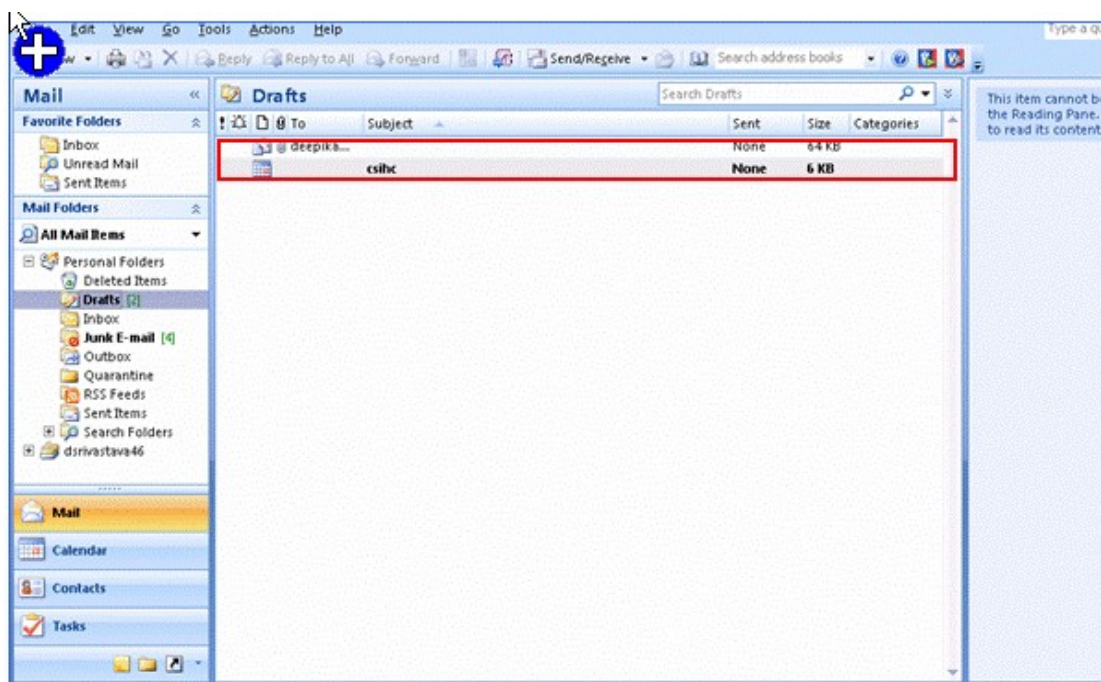 Edit View Go Tools Actions Help
Type a qu
w Reply Reply to All Forward Send/Receive Search address books
Mail
Favorite Folders
Inbox
Unread Mail
Sent Items
Mail Folders
All Mail Items
Personal Folders
Deleted Items
Drafts [2]
Inbox
Junk E-mail [4]
Outbox
Quarantine
RSS Feeds
Sent Items
Search Folders
dsrivastava46
Mail
Calendar
Contacts
Tasks
Drafts
Search Drafts
! To Subject Sent Size Categories
deepika... None 64 KB
csihc None 6 KB
This item cannot b
the Reading Pane.
to read its content